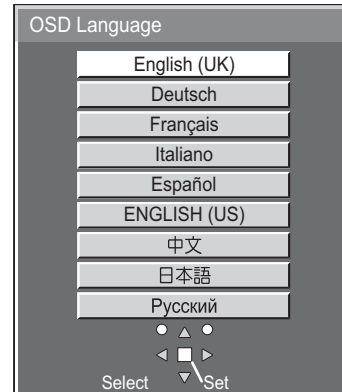 OSD Language
English (UK)
Deutsch
Français
Italiano
Español
ENGLISH (US)
中文
日本語
Русский
Select Set